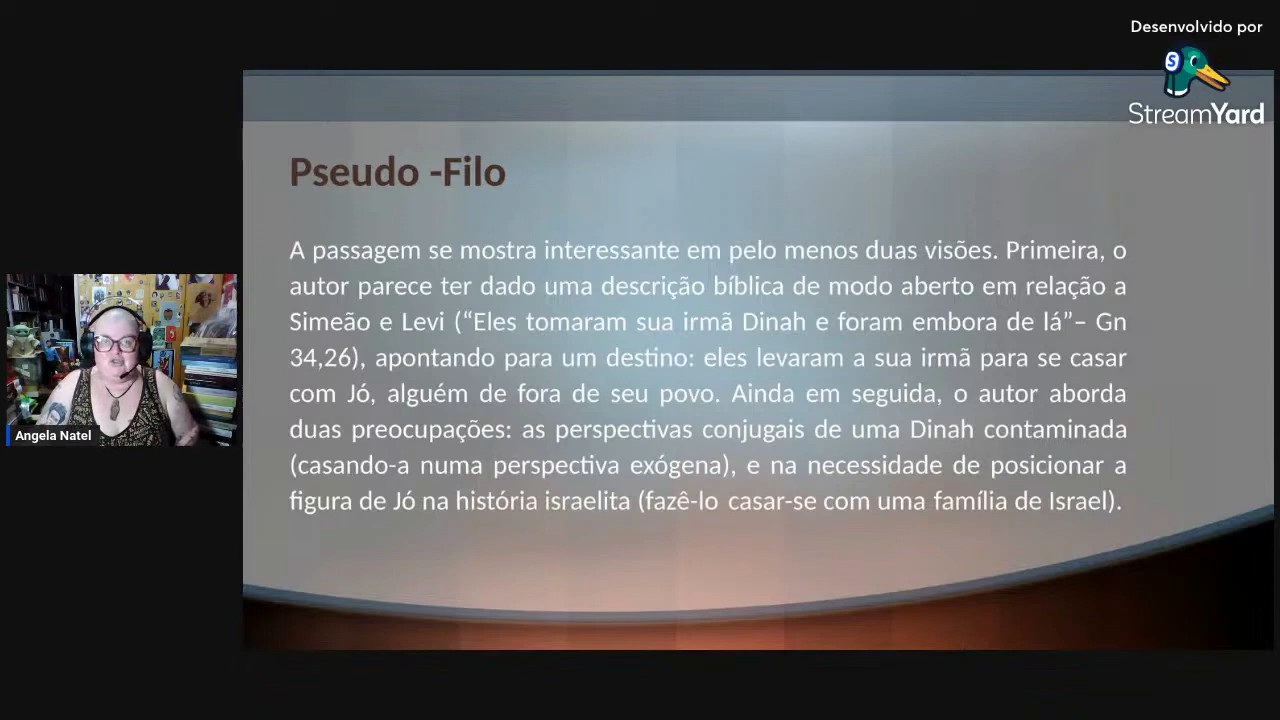 Desenvolvido por
StreamYard
Pseudo -Filo
A passagem se mostra interessante em pelo menos duas visões. Primeira, o
autor parece ter dado uma descrição bíblica de modo aberto em relação a
Simeão e Levi (“Eles tomaram sua irmã Dinah e foram embora de lá”– Gn
34,26), apontando para um destino: eles levaram a sua irmã para se casar
com Jó, alguém de fora de seu povo. Ainda em seguida, o autor aborda
duas preocupações: as perspectivas conjugais de uma Dinah contaminada
(casando-a numa perspectiva exógena), e na necessidade de posicionar a
figura de Jó na história israelita (fazê-lo casar-se com uma família de Israel).
Angela Natel